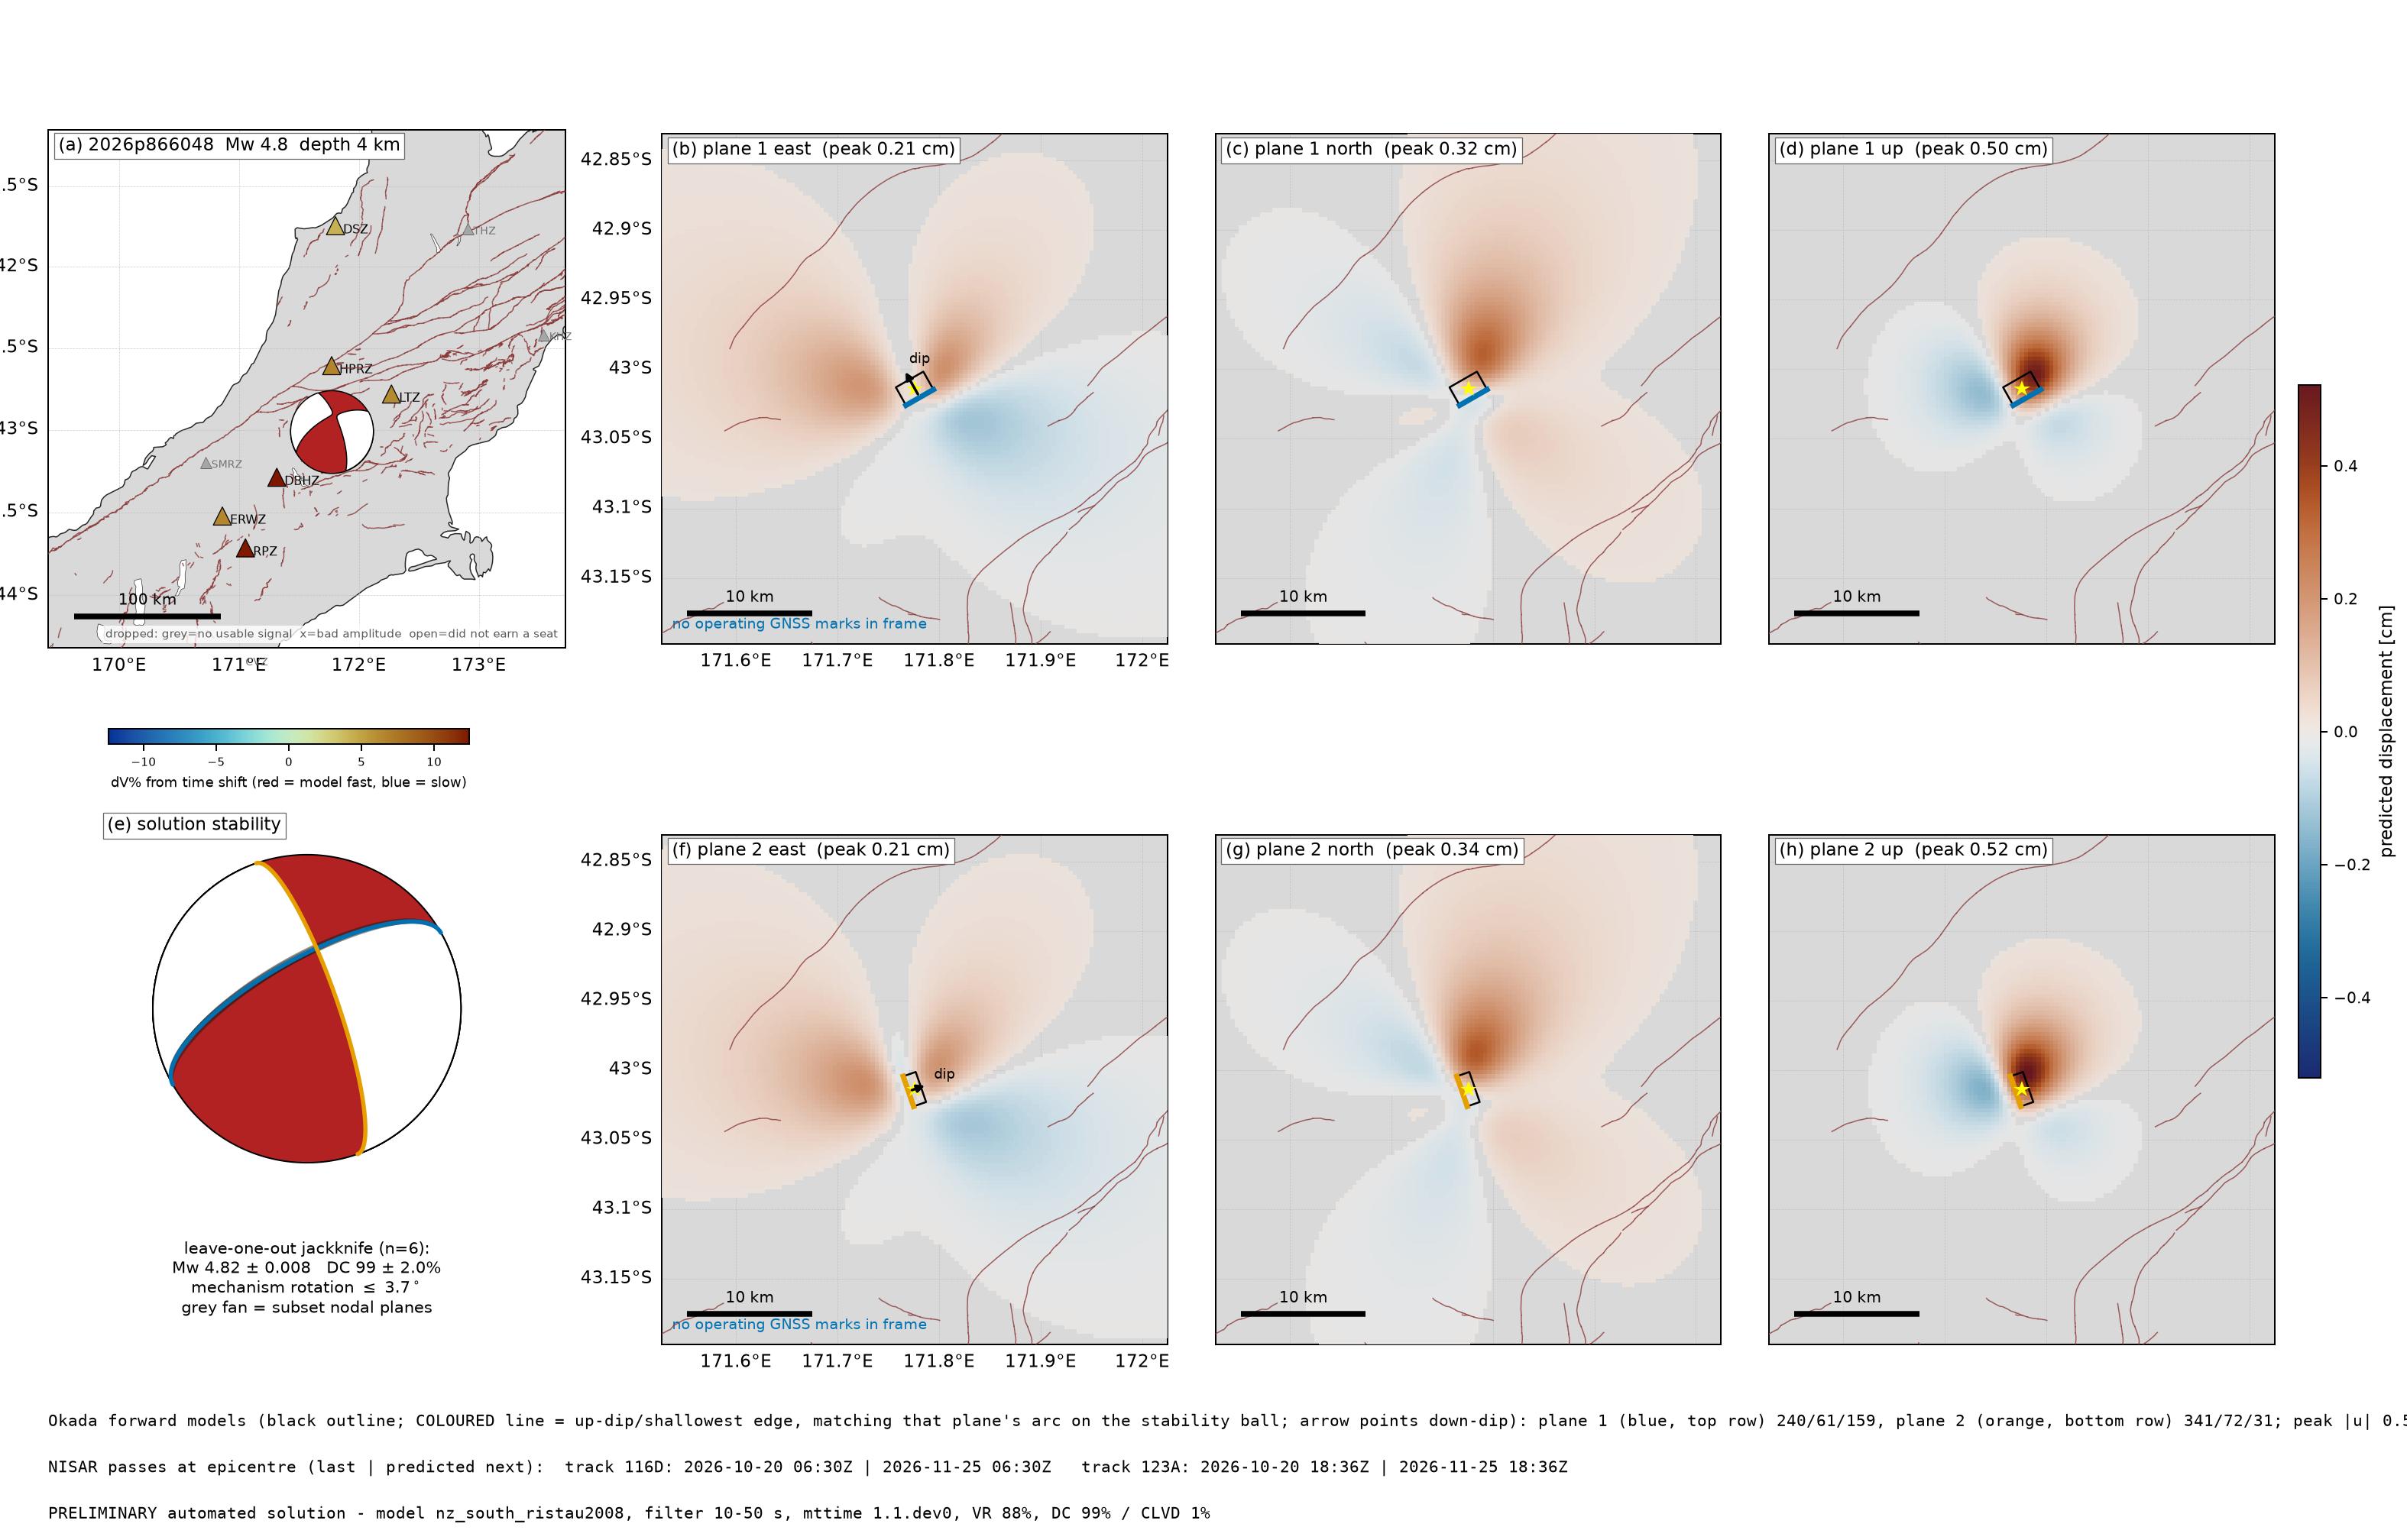 (a) 2026p866048  Mw 4.8  depth 4 km
.5°S
42°S
.5°S
43°S
.5°S
44°S
DSZ
THZ
KHZ
HPRZ
LTZ
SMRZ
DBHZ
ERWZ
RPZ
100 km
dropped: grey=no usable signal  x=bad amplitude  open=did not earn a seat
170°E
171°E
172°E
173°E
−10
−5
0
5
10
dV% from time shift (red = model fast, blue = slow)
(b) plane 1 east  (peak 0.21 cm)
42.85°S
42.9°S
42.95°S
43°S
43.05°S
43.1°S
43.15°S
dip
10 km
no operating GNSS marks in frame
171.6°E
171.7°E
171.8°E
171.9°E
172°E
(c) plane 1 north  (peak 0.32 cm)
10 km
(d) plane 1 up  (peak 0.50 cm)
10 km
0.4
0.2
0.0
−0.2
−0.4
predicted displacement [cm]
(e) solution stability
leave-one-out jackknife (n=6):
Mw 4.82 ± 0.008   DC 99 ± 2.0%
mechanism rotation ≤ 3.7°
grey fan = subset nodal planes
(f) plane 2 east  (peak 0.21 cm)
42.85°S
42.9°S
42.95°S
43°S
43.05°S
43.1°S
43.15°S
dip
10 km
no operating GNSS marks in frame
171.6°E
171.7°E
171.8°E
171.9°E
172°E
(g) plane 2 north  (peak 0.34 cm)
10 km
(h) plane 2 up  (peak 0.52 cm)
10 km
Okada forward models (black outline; COLOURED line = up-dip/shallowest edge, matching that plane's arc on the stability ball; arrow points down-dip): plane 1 (blue, top row) 240/61/159, plane 2 (orange, bottom row) 341/72/31; peak |u| 0.5
NISAR passes at epicentre (last | predicted next):  track 116D: 2026-10-20 06:30Z | 2026-11-25 06:30Z   track 123A: 2026-10-20 18:36Z | 2026-11-25 18:36Z
PRELIMINARY automated solution - model nz_south_ristau2008, filter 10-50 s, mttime 1.1.dev0, VR 88%, DC 99% / CLVD 1%